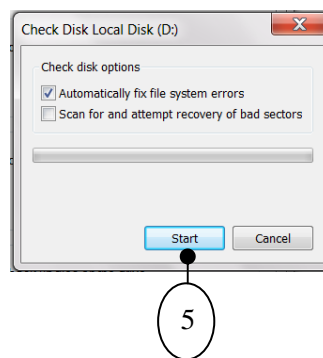 Check Disk Local Disk (D:)
Check disk options
Automatically fix file system errors
Scan for and attempt recovery of bad sectors
Start
Cancel
5